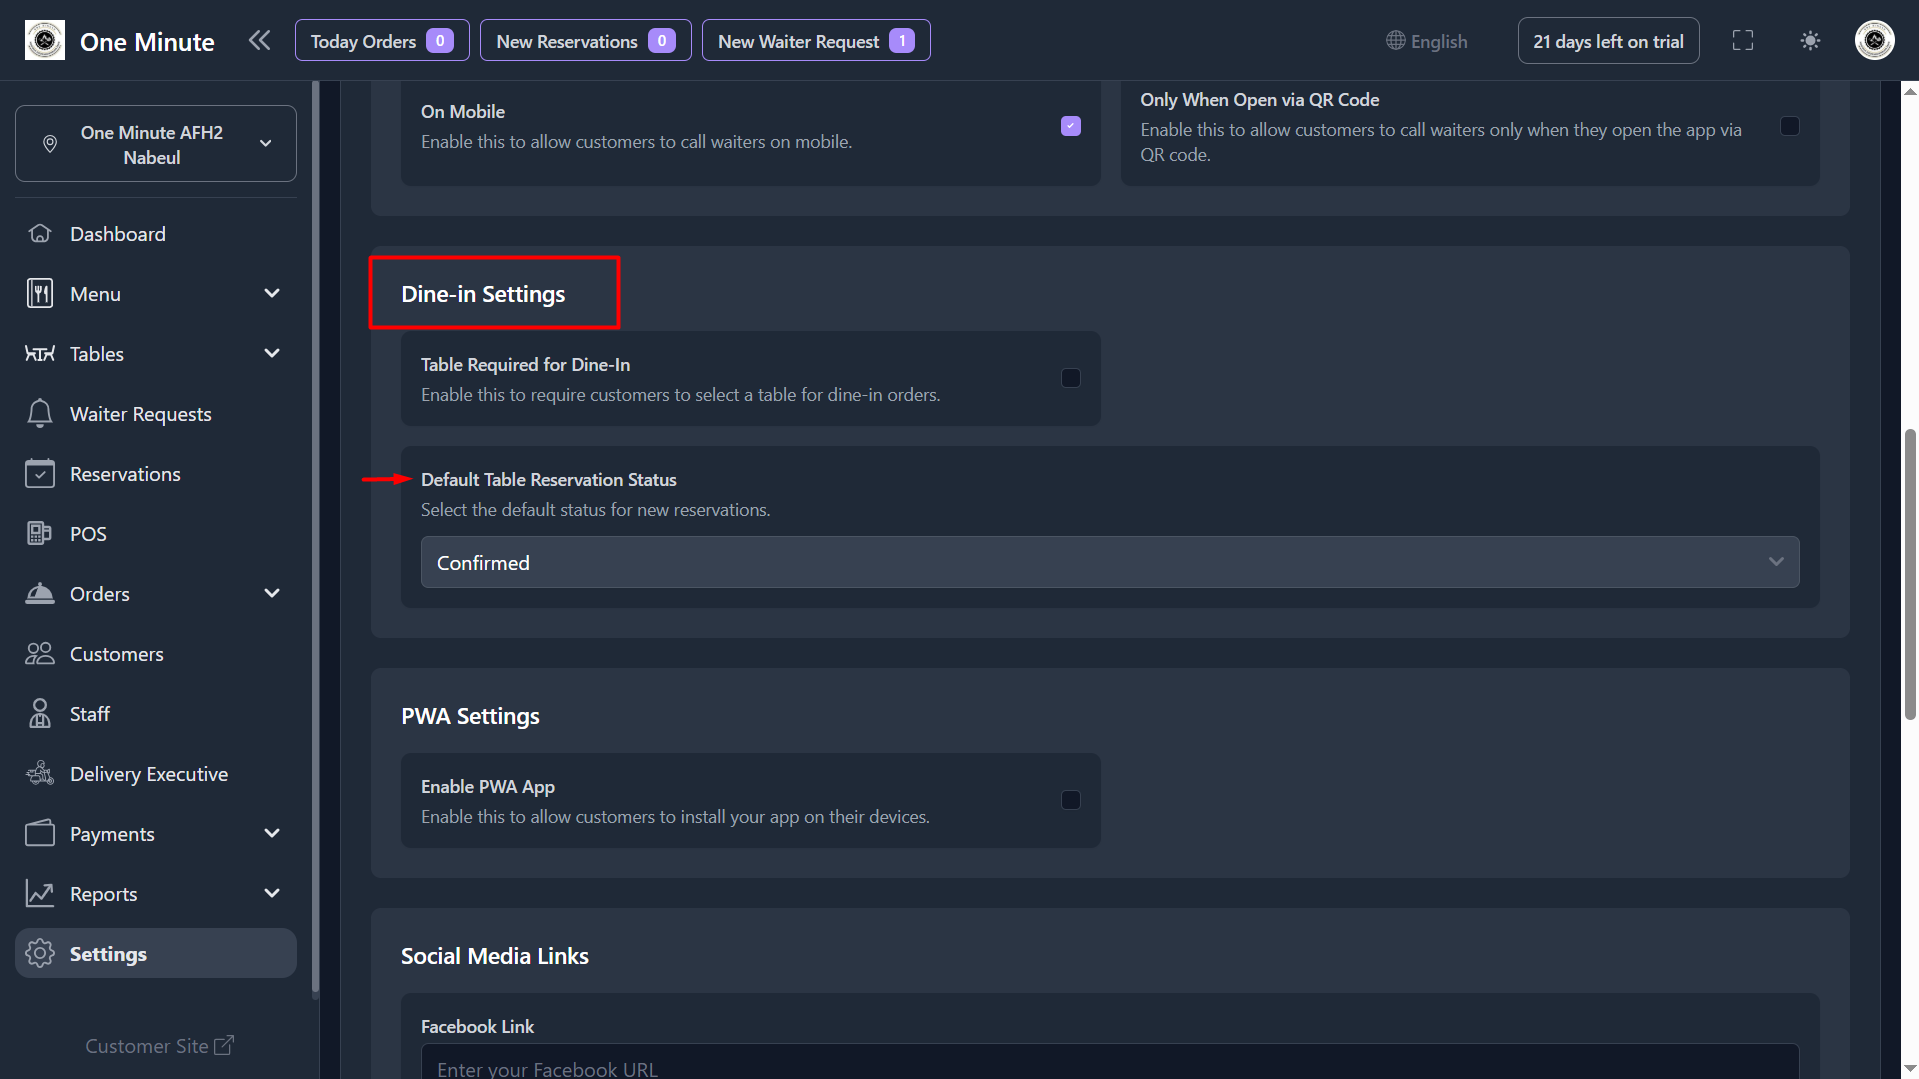 One Minute
Today Orders 0
New Reservations 0
New Waiter Request 1
English
21 days left on trial
One Minute AFH2
Nabeul
Dashboard
Menu
Tables
Waiter Requests
Reservations
POS
Orders
Customers
Staff
Delivery Executive
Payments
Reports
Settings
Customer Site
On Mobile
Enable this to allow customers to call waiters on mobile.
Only When Open via QR Code
Enable this to allow customers to call waiters only when they open the app via
QR code.
Dine-in Settings
Table Required for Dine-In
Enable this to require customers to select a table for dine-in orders.
Default Table Reservation Status
Select the default status for new reservations.
Confirmed
PWA Settings
Enable PWA App
Enable this to allow customers to install your app on their devices.
Social Media Links
Facebook Link
Enter your Facebook URL